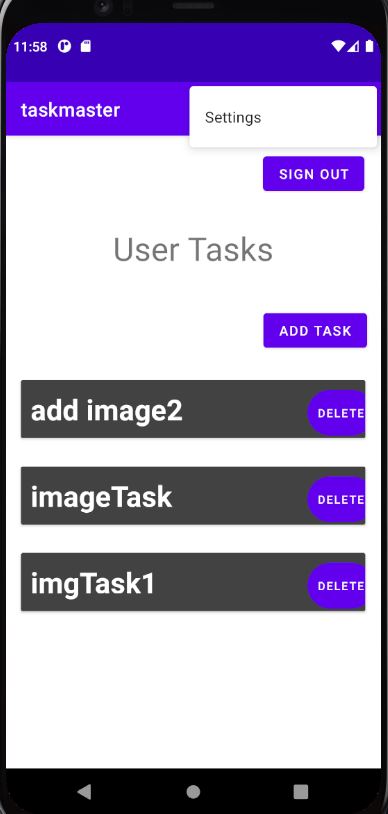 11:58
taskmaster
Settings
SIGN OUT
User Tasks
ADD TASK
add image2
DELETE
imageTask
DELETE
imgTask1
DELETE